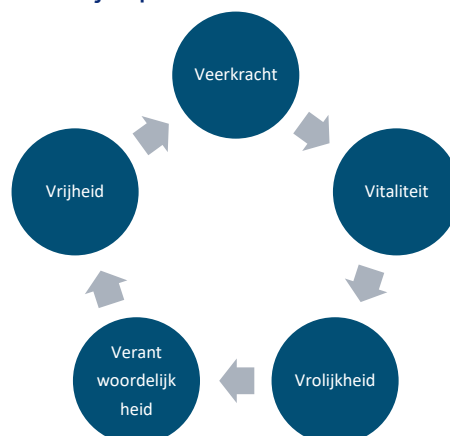 Veerkracht
Vitaliteit
Vrolijkheid
Verant
woordelijk
heid
Vrijheid